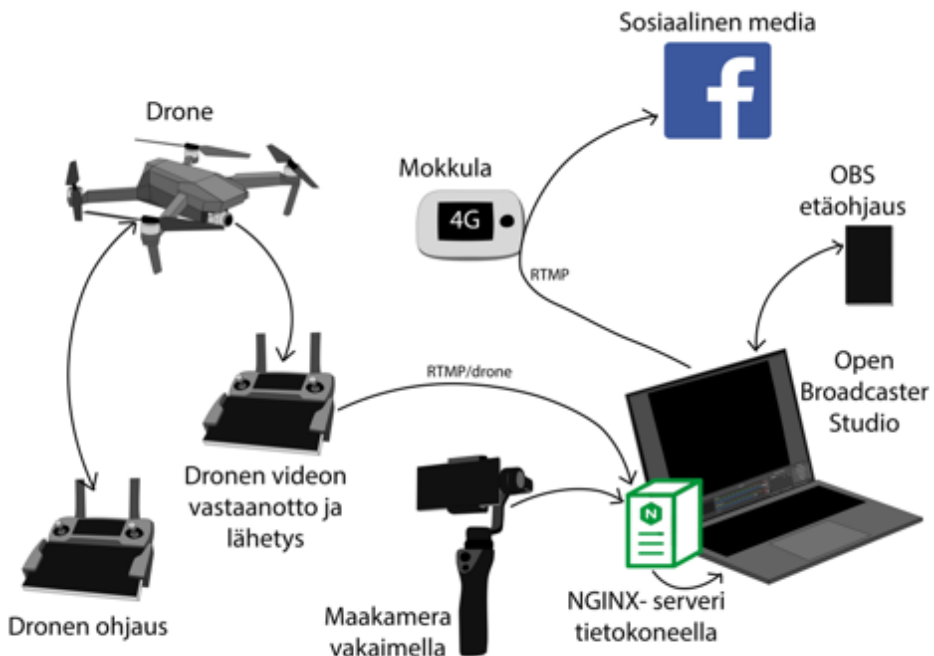 Sosiaalinen media
f
Drone
Mokkula
4G
OBS
etäohjaus
RTMP
Open
Broadcaster
Studio
RTMP/drone
Dronen videon
vastaanotto ja
lähetys
N
Dronen ohjaus
Maakamera
vakaimella
NGINX- serveri
tietokoneella